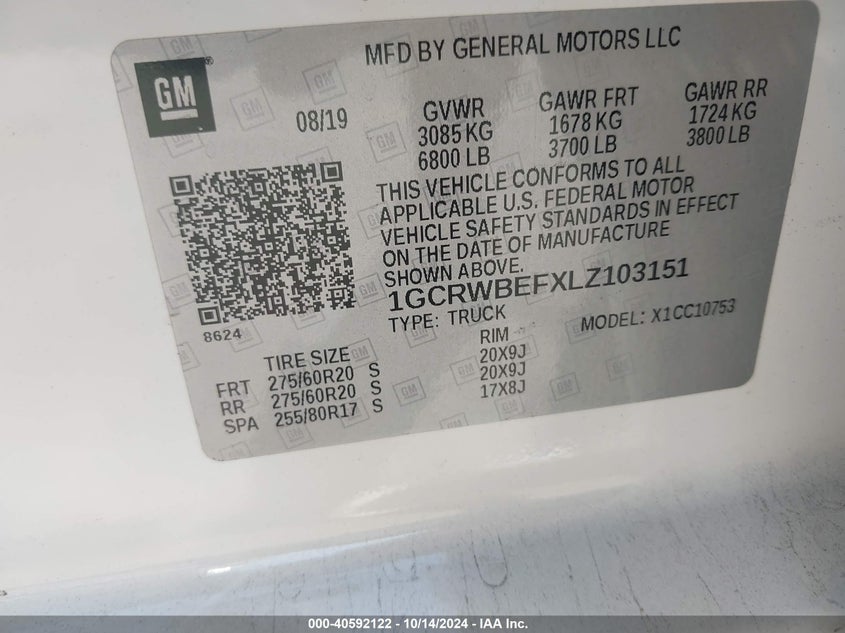 MFD BY GENERAL MOTORS LLC
GM
08/19
GVWR GAWR FRT GAWR RR
3085 KG 1678 KG 1724 KG
6800 LB 3700 LB 3800 LB
THIS VEHICLE CONFORMS TO ALL
APPLICABLE U.S. FEDERAL MOTOR
VEHICLE SAFETY STANDARDS IN EFFECT
ON THE DATE OF MANUFACTURE
SHOWN ABOVE.
1GCRWBEFXLZ103151
TYPE: TRUCK MODEL: X1CC10753
8624
TIRE SIZE RIM
FRT 275/60R20 S 20X9J
RR 275/60R20 S 20X9J
SPA 255/80R17 S 17X8J
000-40592122 - 10/14/2024 - IAA Inc.